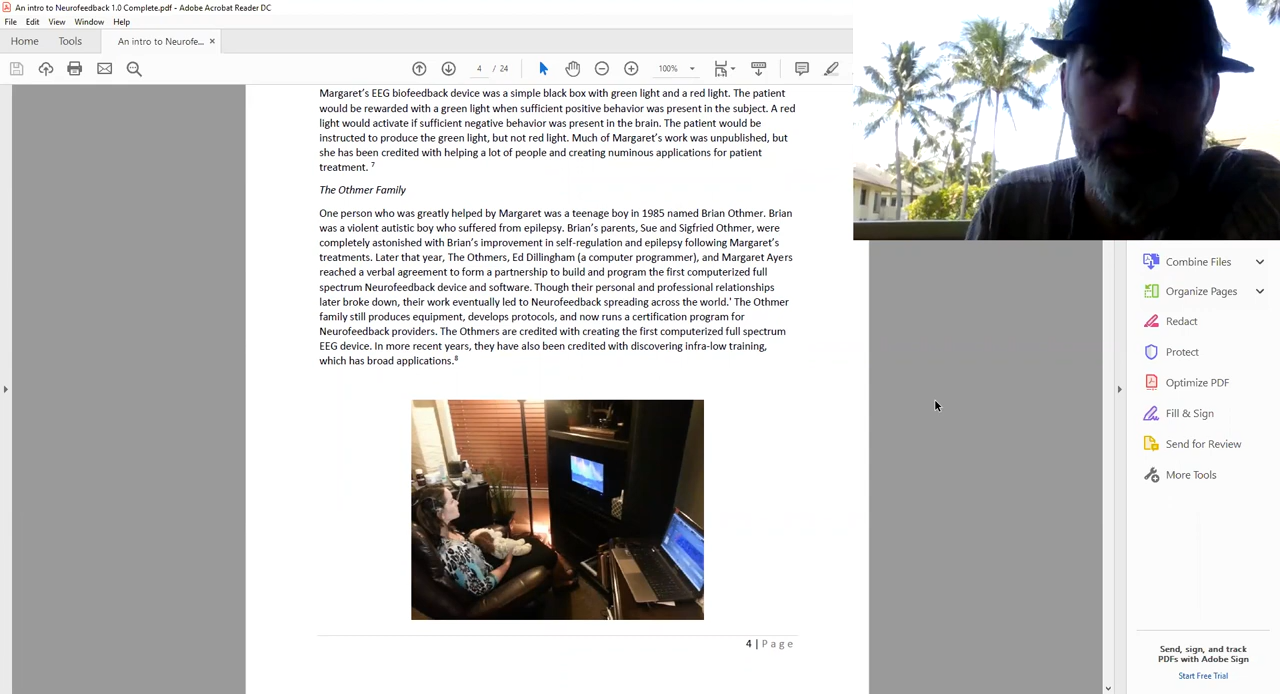 An intro to Neurofeedback 1.0 Complete.pdf - Adobe Acrobat Reader DC
File Edit View Window Help
Home Tools An intro to Neurofe... ×
4 / 24 100%
Margaret's EEG biofeedback device was a simple black box with green light and a red light. The patient
would be rewarded with a green light when sufficient positive behavior was present in the subject. A red
light would activate if sufficient negative behavior was present in the brain. The patient would be
instructed to produce the green light, but not red light. Much of Margaret's work was unpublished, but
she has been credited with helping a lot of people and creating numinous applications for patient
treatment. 7
The Othmer Family
One person who was greatly helped by Margaret was a teenage boy in 1985 named Brian Othmer. Brian
was a violent autistic boy who suffered from epilepsy. Brian's parents, Sue and Sigfried Othmer, were
completely astonished with Brian's improvement in self-regulation and epilepsy following Margaret's
treatments. Later that year, The Othmers, Ed Dillingham (a computer programmer), and Margaret Ayers
reached a verbal agreement to form a partnership to build and program the first computerized full
spectrum Neurofeedback device and software. Though their personal and professional relationships
later broke down, their work eventually led to Neurofeedback spreading across the world.' The Othmer
family still produces equipment, develops protocols, and now runs a certification program for
Neurofeedback providers. The Othmers are credited with creating the first computerized full spectrum
EEG device. In more recent years, they have also been credited with discovering infra-low training,
which has broad applications.8
4 | Page
Combine Files
Organize Pages
Redact
Protect
Optimize PDF
Fill & Sign
Send for Review
More Tools
Send, sign, and track
PDFs with Adobe Sign
Start Free Trial